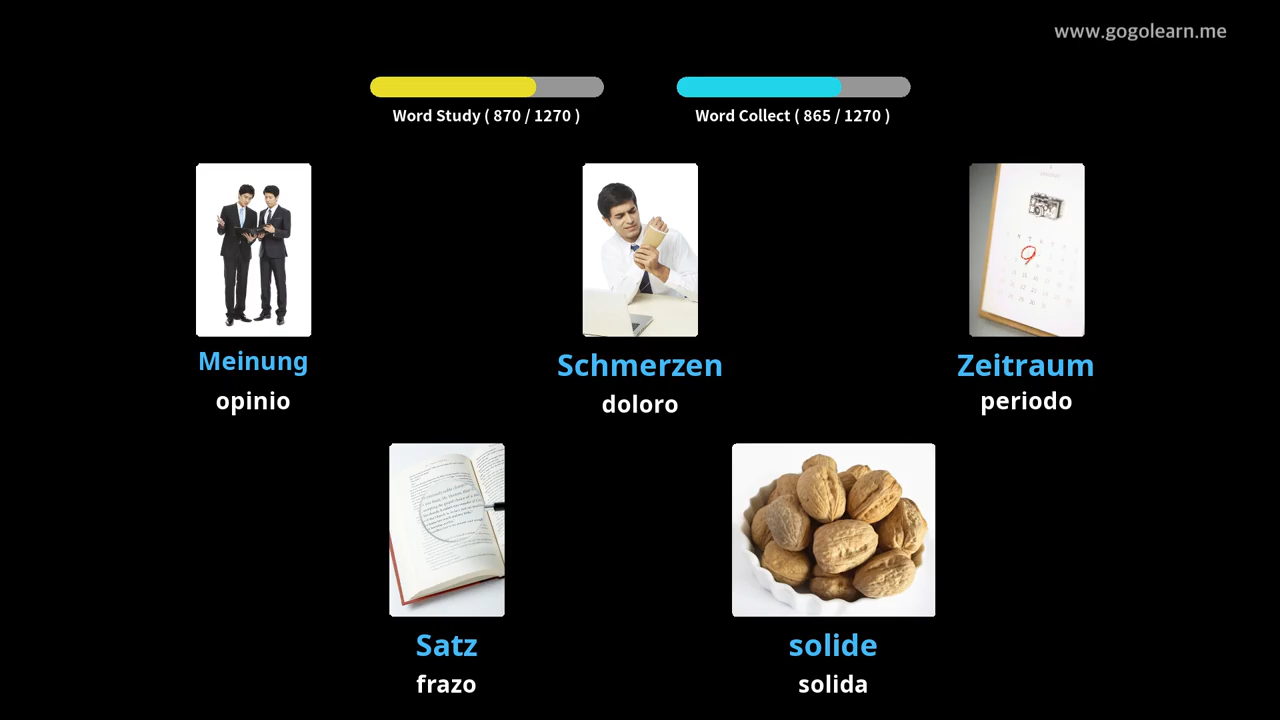 www.gogolearn.me
Word Study ( 870 / 1270 )
Word Collect ( 865 / 1270 )
Meinung
opinio
Schmerzen
doloro
Zeitraum
periodo
Satz
frazo
solide
solida